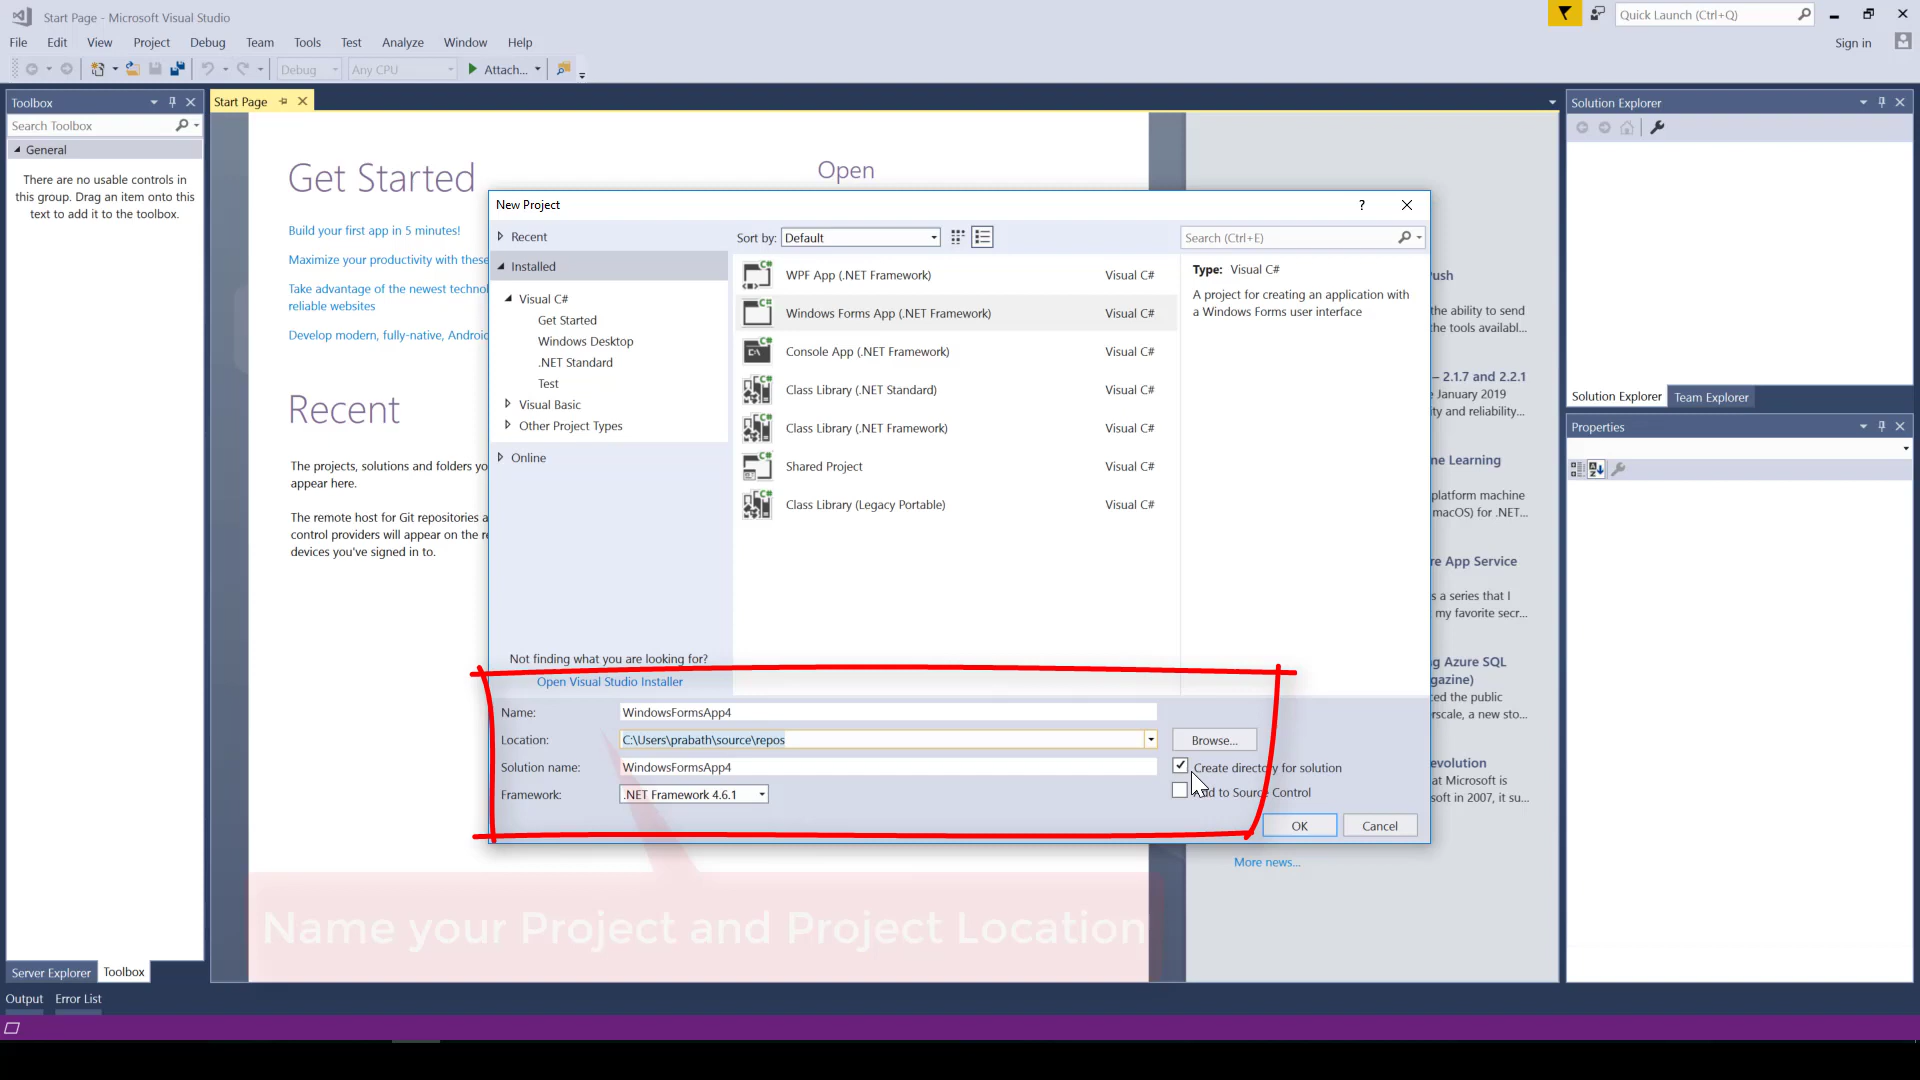 Start Page - Microsoft Visual Studio
Quick Launch (Ctrl+Q)
File Edit View Project Debug Team Tools Test Analyze Window Help
Sign in
Debug Any CPU Attach...
Toolbox
Search Toolbox
General
There are no usable controls in
this group. Drag an item onto this
text to add it to the toolbox.
Server Explorer Toolbox
Start Page
Get Started
Build your first app in 5 minutes!
Maximize your productivity with these
Take advantage of the newest
reliable websites
Develop modern, fully-native,
Recent
The projects, solutions and folders
appear here.
The remote host for Git repositories
control providers will appear on the
devices you've signed in to.
Open
New Project
?
Recent
Installed
Visual C#
Get Started
Windows Desktop
.NET Standard
Test
Visual Basic
Other Project Types
Online
Not finding what you are looking for?
Open Visual Studio Installer
Sort by: Default
WPF App (.NET Framework) Visual C#
Windows Forms App (.NET Framework) Visual C#
Console App (.NET Framework) Visual C#
Class Library (.NET Standard) Visual C#
Class Library (.NET Framework) Visual C#
Shared Project Visual C#
Class Library (Legacy Portable) Visual C#
Search (Ctrl+E)
Type: Visual C#
A project for creating an application with
a Windows Forms user interface
Name: WindowsFormsApp4
Location: C:\Users\prabath\source\repos Browse...
Solution name: WindowsFormsApp4 Create directory for solution
Framework: .NET Framework 4.6.1 to Source Control
OK Cancel
the ability to send
the tools availabl...
– 2.1.7 and 2.2.1
January 2019
ity and reliability...
ne Learning
platform machine
macOS) for .NET...
re App Service
s a series that I
my favorite secr...
ng Azure SQL
gazine)
ced the public
rscale, a new sto...
evolution
at Microsoft is
soft in 2007, it su...
More news...
Name your Project and Project Location
Solution Explorer
Solution Explorer Team Explorer
Properties
Output Error List